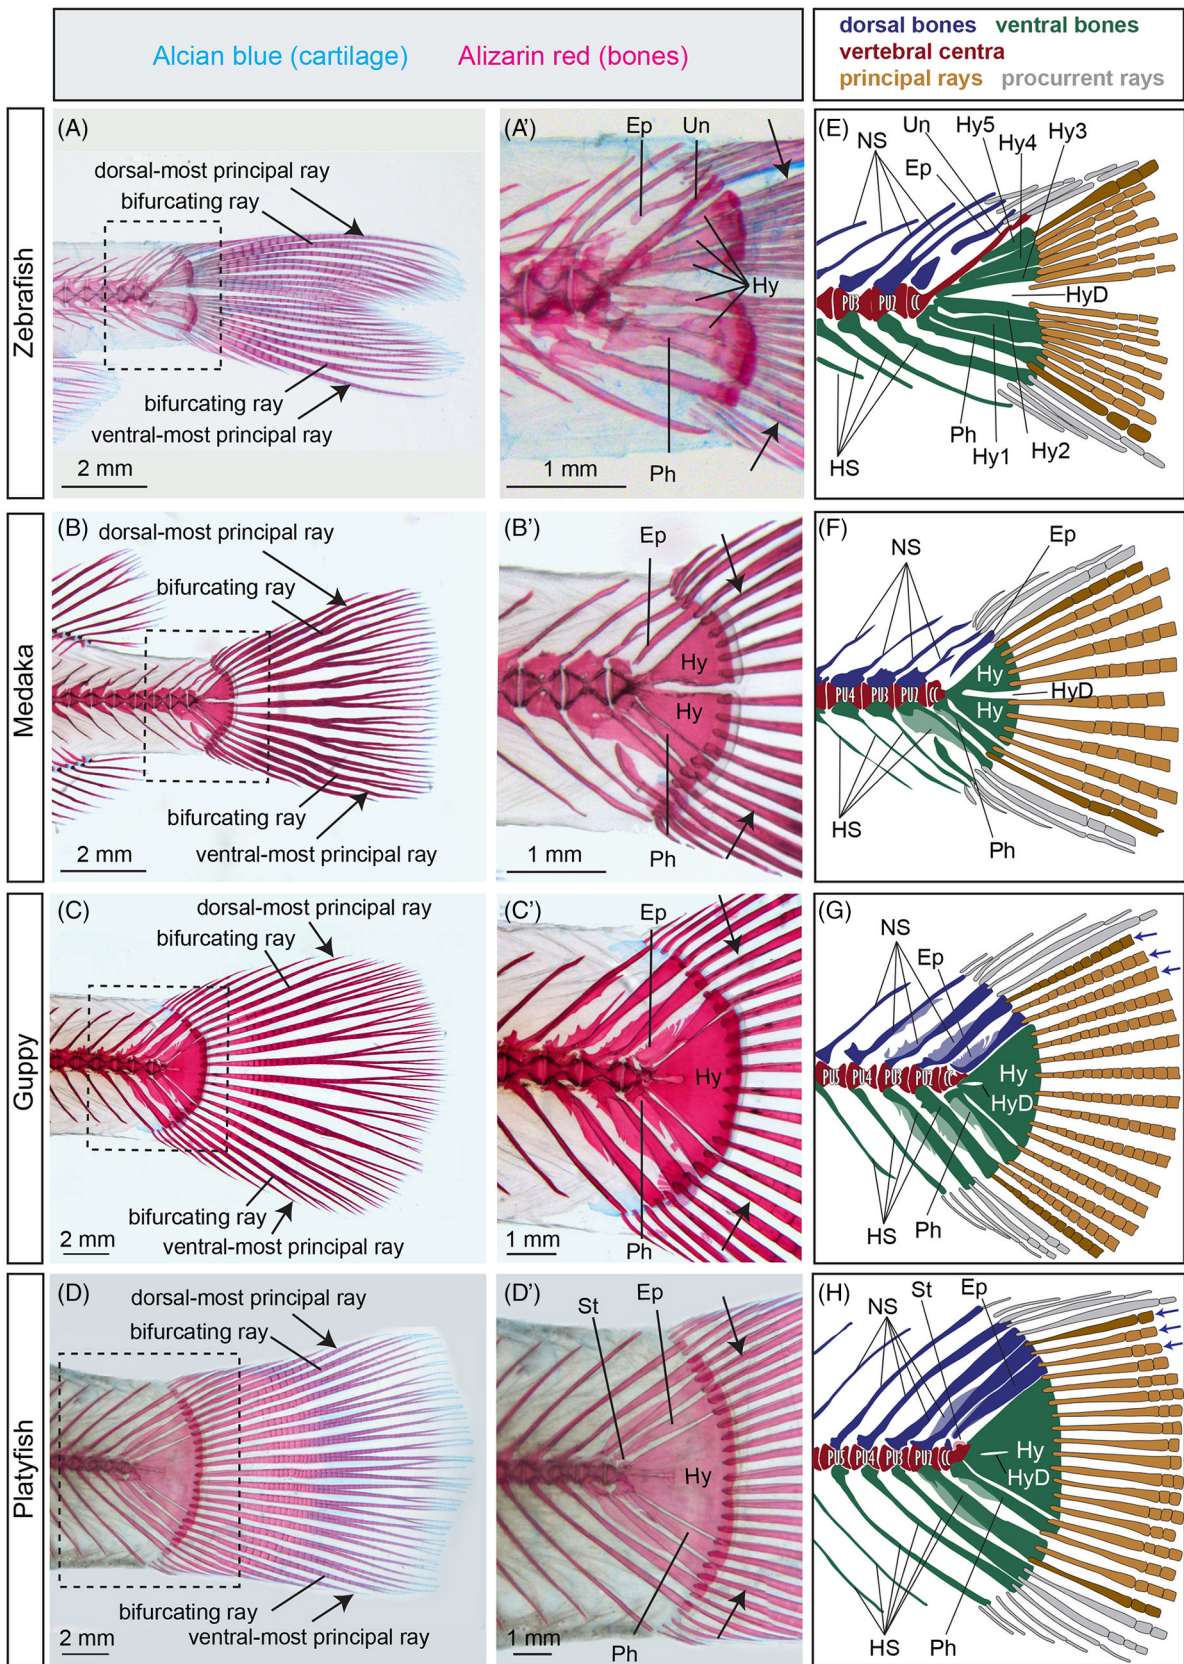 Alcian blue (cartilage) Alizarin red (bones)
dorsal bones ventral bones
vertebral centra
principal rays procurrent rays
Zebrafish
(A)
dorsal-most principal ray
bifurcating ray
bifurcating ray
ventral-most principal ray
2 mm
(A')
Ep Un
Hy
Ph
1 mm
(E)
NS
Un
Ep
Hy5
Hy4
Hy3
PU3 PU2 CC
HyD
HS
Ph
Hy1
Hy2
Medaka
(B)
dorsal-most principal ray
bifurcating ray
bifurcating ray
ventral-most principal ray
2 mm
(B')
Ep
Hy
Hy
Ph
1 mm
(F)
NS
Ep
Hy
PU4 PU3 PU2 CC
HyD
Hy
HS
Ph
Guppy
(C)
dorsal-most principal ray
bifurcating ray
bifurcating ray
ventral-most principal ray
2 mm
(C')
Ep
Hy
Ph
1 mm
(G)
NS
Ep
PU5 PU4 PU3 PU2 CC
Hy
HyD
HS
Ph
Platyfish
(D)
dorsal-most principal ray
bifurcating ray
bifurcating ray
ventral-most principal ray
2 mm
(D')
St
Ep
Hy
Ph
1 mm
(H)
NS
St
Ep
PU5 PU4 PU3 PU2 CC
Hy
HyD
HS
Ph